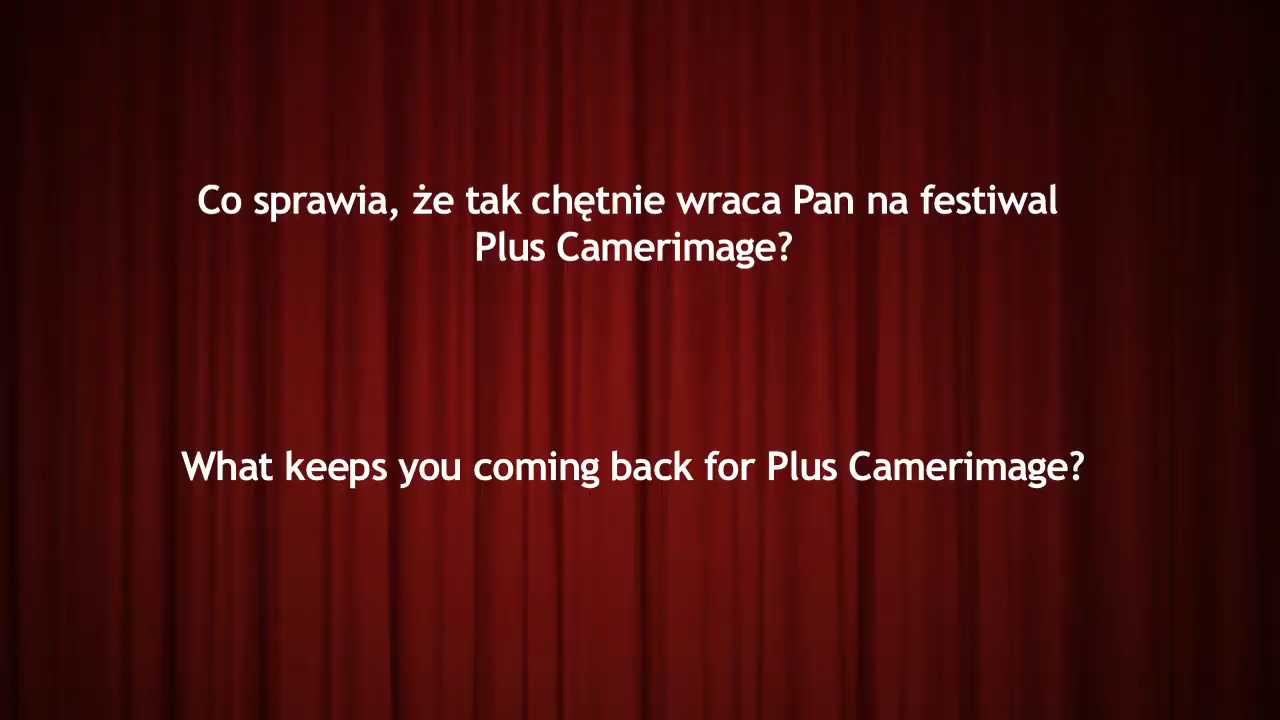 Co sprawia, że tak chętnie wraca Pan na festiwal
Plus Camerimage?
What keeps you coming back for Plus Camerimage?